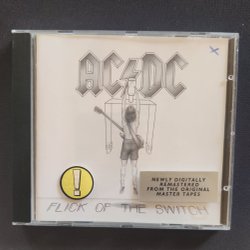 AC⚡DC
FLICK OF THE SWITCH
!
NEWLY DIGITALLY
REMASTERED
FROM THE ORIGINAL
MASTER TAPES